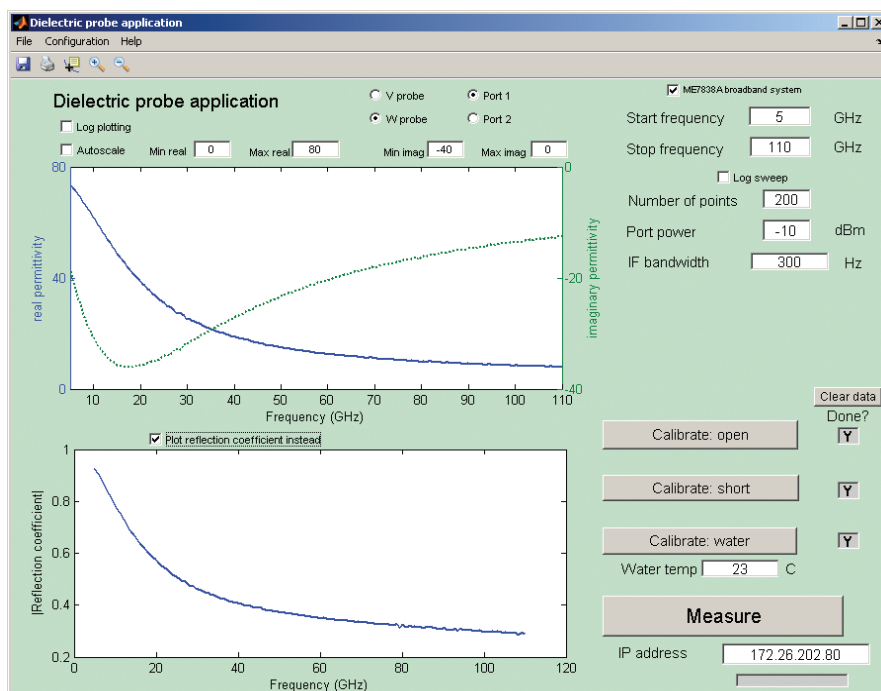 Dielectric probe application
File Configuration Help
Dielectric probe application
V probe
Port 1
W probe
Port 2
Log plotting
Autoscale
Min real 0
Max real 80
Min imag -40
Max imag 0
ME7838A broadband system
Start frequency 5 GHz
Stop frequency 110 GHz
Log sweep
Number of points 200
Port power -10 dBm
IF bandwidth 300 Hz
80
40
0
real permittivity
0
-20
-40
imaginary permittivity
10 20 30 40 50 60 70 80 90 100 110
Frequency (GHz)
Plot reflection coefficient instead
1
0.8
0.6
0.4
0.2
|Reflection coefficient|
0 20 40 60 80 100 120
Frequency (GHz)
Clear data
Done?
Calibrate: open Y
Calibrate: short Y
Calibrate: water Y
Water temp 23 C
Measure
IP address 172.26.202.80